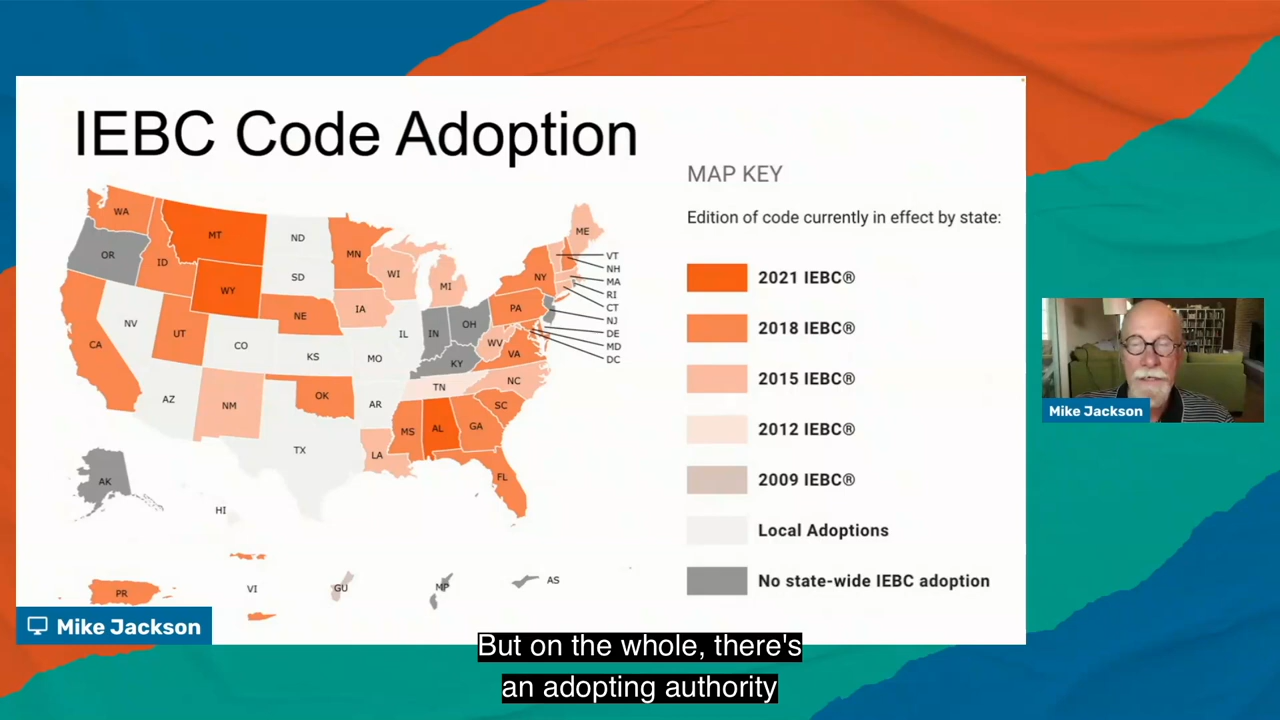 IEBC Code Adoption
MAP KEY
Edition of code currently in effect by state:
2021 IEBC®
2018 IEBC®
2015 IEBC®
2012 IEBC®
2009 IEBC®
Local Adoptions
No state-wide IEBC adoption
WA
MT
ND
MN
OR
ID
SD
WI
MI
ME
WY
NY
VT
NH
MA
RI
CT
NJ
DE
MD
DC
NV
UT
NE
IA
IL
IN
OH
PA
CA
CO
KS
MO
KY
WV
VA
AZ
NM
OK
AR
TN
NC
SC
TX
LA
MS
AL
GA
FL
AK
HI
PR
VI
GU
MP
AS
Mike Jackson
Mike Jackson
But on the whole, there's
an adopting authority